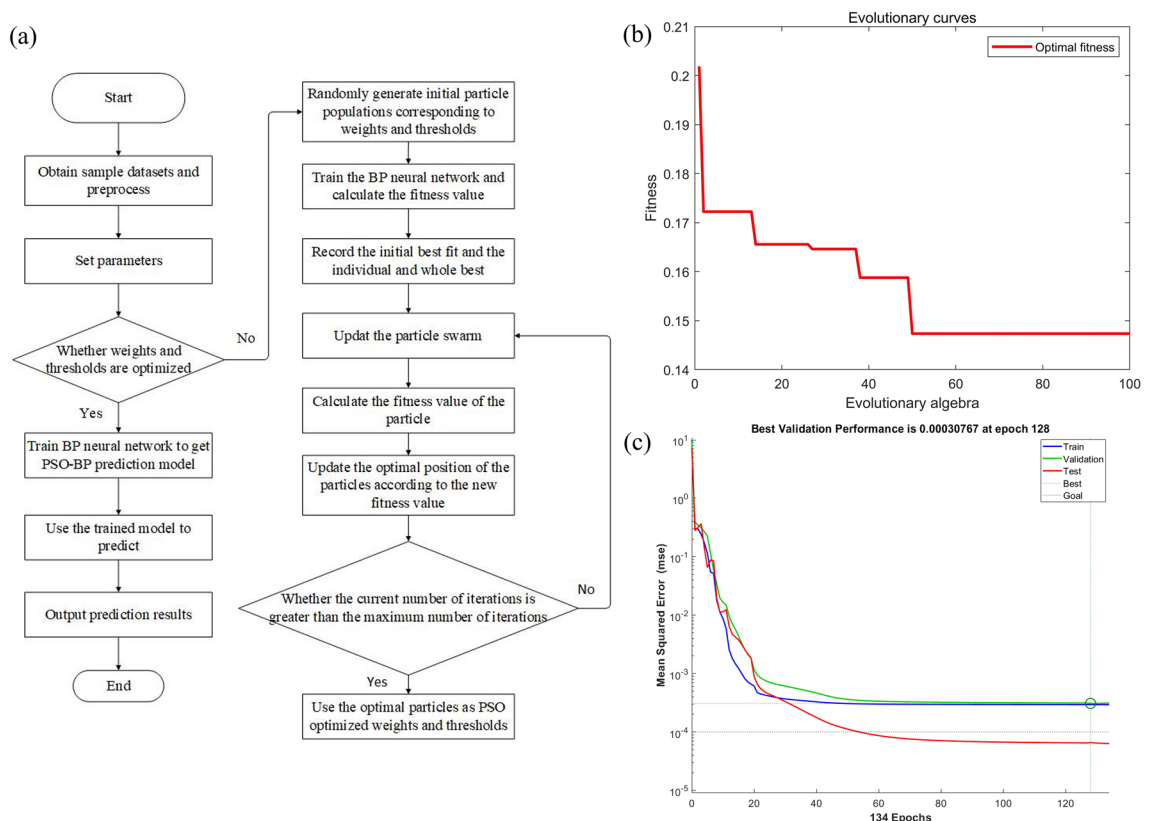 (a)
Start
Obtain sample datasets and
preprocess
Set parameters
Whether weights and
thresholds are optimized
No
Yes
Train BP neural network to get
PSO-BP prediction model
Use the trained model to
predict
Output prediction results
End
Randomly generate initial particle
populations corresponding to
weights and thresholds
Train the BP neural network and
calculate the fitness value
Record the initial best fit and the
individual and whole best
Updat the particle swarm
Calculate the fitness value of the
particle
Update the optimal position of the
particles according to the new
fitness value
Whether the current number of iterations is
greater than the maximum number of iterations
No
Yes
Use the optimal particles as PSO
optimized weights and thresholds
(b)
Evolutionary curves
Optimal fitness
Fitness
0.21
0.2
0.19
0.18
0.17
0.16
0.15
0.14
0 20 40 60 80 100
Evolutionary algebra
(c)
Best Validation Performance is 0.00030767 at epoch 128
Train
Validation
Test
Best
Goal
Mean Squared Error (mse)
10^1
10^0
10^-1
10^-2
10^-3
10^-4
10^-5
0 20 40 60 80 100 120
134 Epochs